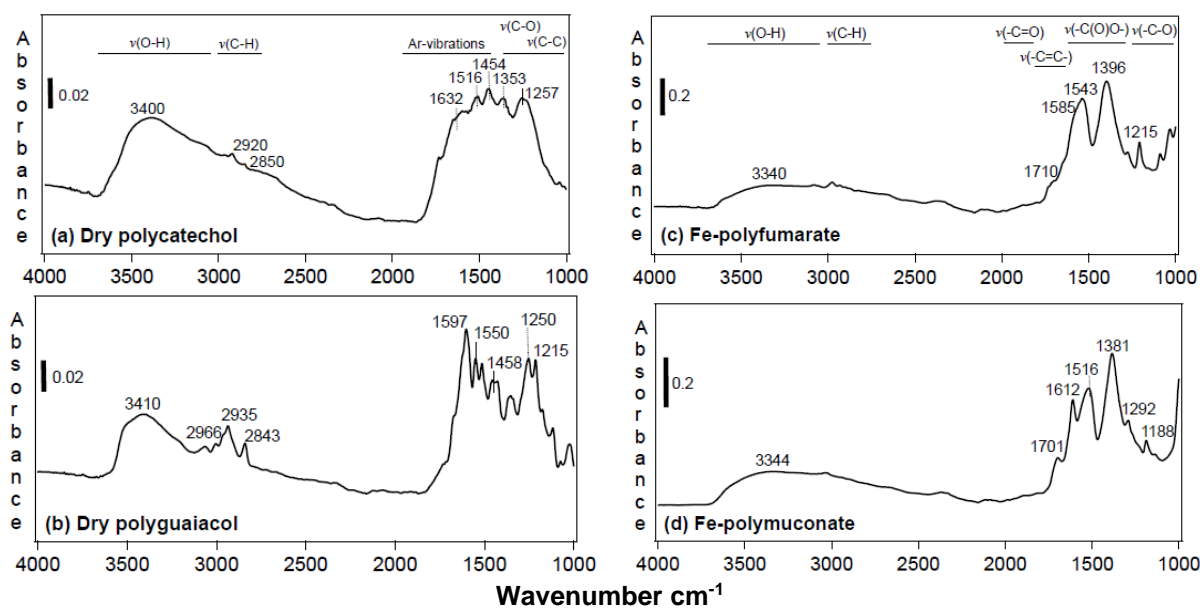 ν(C-O)
ν(O-H) ν(C-H) Ar-vibrations ν(C-C)
Absorbance
0.02
3400
2920
2850
1632
1516
1454
1353
1257
(a) Dry polycatechol
4000 3500 3000 2500 2000 1500 1000
ν(O-H) ν(C-H) ν(-C=O) ν(-C(O)O-) ν(-C-O)
ν(-C=C-)
Absorbance
0.2
3340
1710
1585
1543
1396
1215
(c) Fe-polyfumarate
4000 3500 3000 2500 2000 1500 1000
Absorbance
0.02
3410
2966
2935
2843
1597
1550
1458
1250
1215
(b) Dry polyguaiacol
4000 3500 3000 2500 2000 1500 1000
Absorbance
0.2
3344
1701
1612
1516
1381
1292
1188
(d) Fe-polymuconate
4000 3500 3000 2500 2000 1500 1000
Wavenumber cm-1